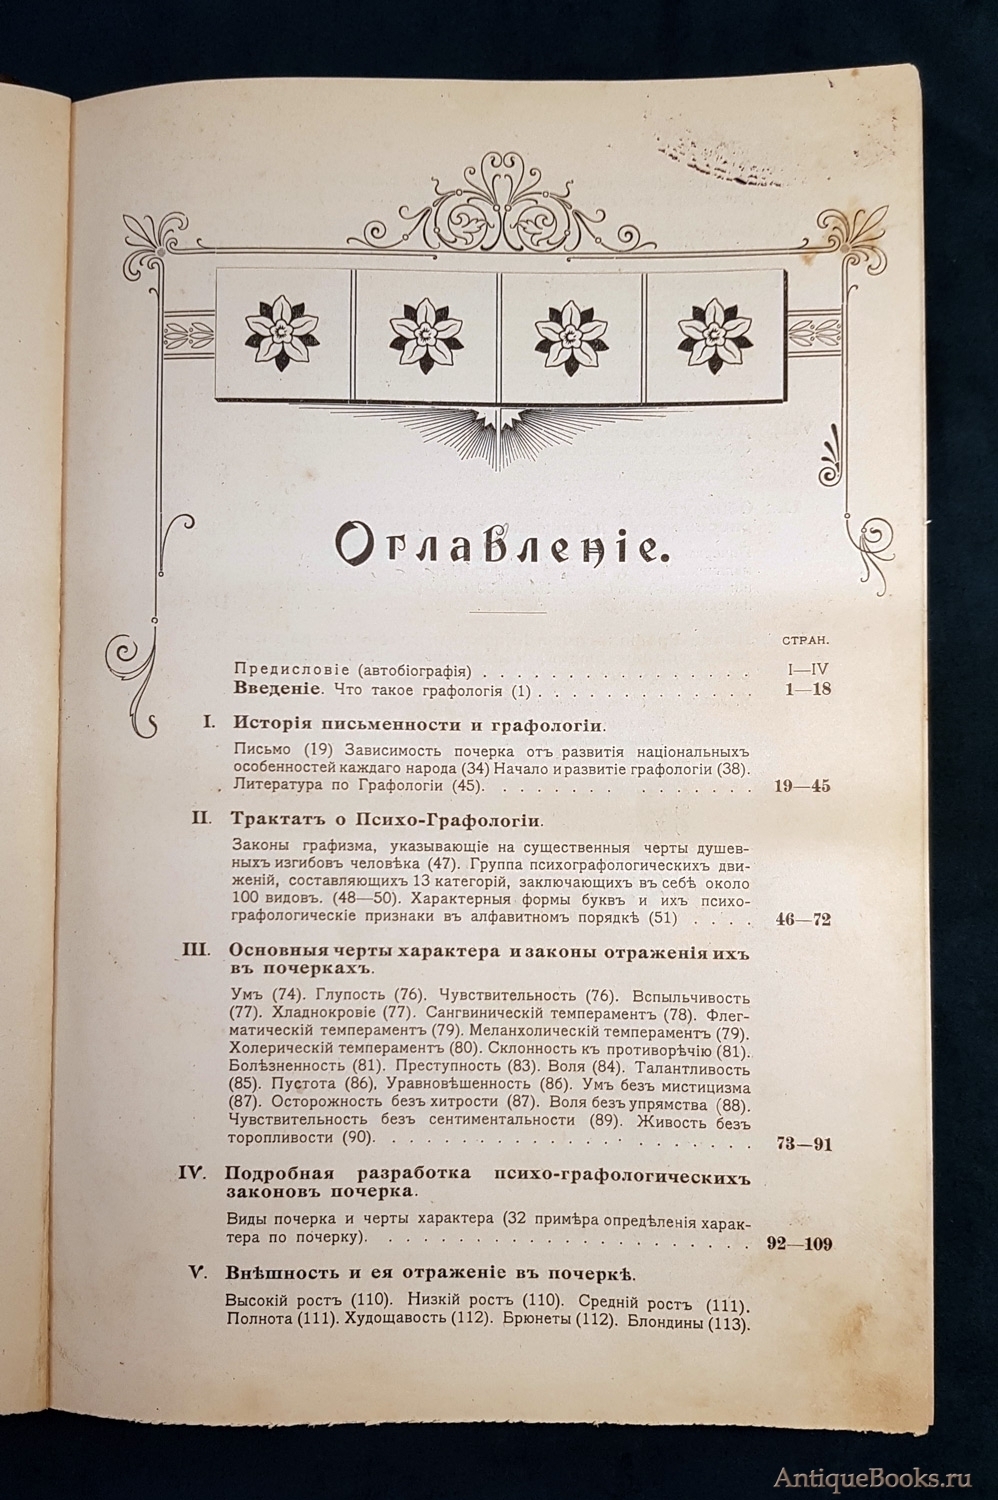 Оглавленіе.
СТРАН.
Предисловіе (автобіографія) . . . . . . . . . . . . . . . . I—IV
Введеніе. Что такое графологія (1) . . . . . . . . . . . . 1—18
I. Исторія письменности и графологіи.
Письмо (19) Зависимость почерка отъ развитія національныхъ
особенностей каждаго народа (34) Начало и развитіе графологіи (38).
Литература по Графологіи (45). . . . . . . . . . . . . . . 19—45
II. Трактатъ о Психо-Графологіи.
Законы графизма, указывающіе на существенныя черты душев-
ныхъ изгибовъ человѣка (47). Группа психографологическихъ дви-
женій, составляющихъ 13 категорій, заключающихъ въ себѣ около
100 видовъ. (48—50). Характерныя формы буквъ и ихъ психо-
графологическіе признаки въ алфавитномъ порядкѣ (51) . . . . 46—72
III. Основныя черты характера и законы отраженія ихъ
въ почеркахъ.
Умъ (74). Глупость (76). Чувствительность (76). Вспыльчивость
(77). Хладнокровіе (77). Сангвиническій темпераментъ (78). Флег-
матическій темпераментъ (79). Меланхолическій темпераментъ (79).
Холерическій темпераментъ (80). Склонность къ противорѣчію (81).
Болѣзненность (81). Преступность (83). Воля (84). Талантливость
(85). Пустота (86), Уравновѣшенность (86). Умъ безъ мистицизма
(87). Осторожность безъ хитрости (87). Воля безъ упрямства (88).
Чувствительность безъ сентиментальности (89). Живость безъ
торопливости (90). . . . . . . . . . . . . . . . . . . . . 73—91
IV. Подробная разработка психо-графологическихъ
законовъ почерка.
Виды почерка и черты характера (32 примѣра опредѣленія харак-
тера по почерку). . . . . . . . . . . . . . . . . . . . . 92—109
V. Внѣшность и ея отраженіе въ почеркѣ.
Высокій ростъ (110). Низкій ростъ (110). Средній ростъ (111).
Полнота (111). Худощавость (112). Брюнеты (112). Блондины (113).
AntiqueBooks.ru